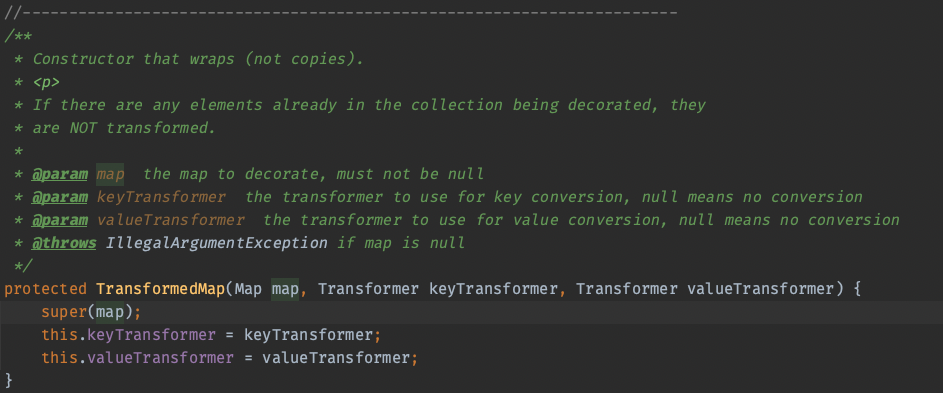 //----------------------------------------------------------------------
/**
 * Constructor that wraps (not copies).
 * <p>
 * If there are any elements already in the collection being decorated, they
 * are NOT transformed.
 *
 * @param map  the map to decorate, must not be null
 * @param keyTransformer  the transformer to use for key conversion, null means no conversion
 * @param valueTransformer  the transformer to use for value conversion, null means no conversion
 * @throws IllegalArgumentException if map is null
 */
protected TransformedMap(Map map, Transformer keyTransformer, Transformer valueTransformer) {
    super(map);
    this.keyTransformer = keyTransformer;
    this.valueTransformer = valueTransformer;
}